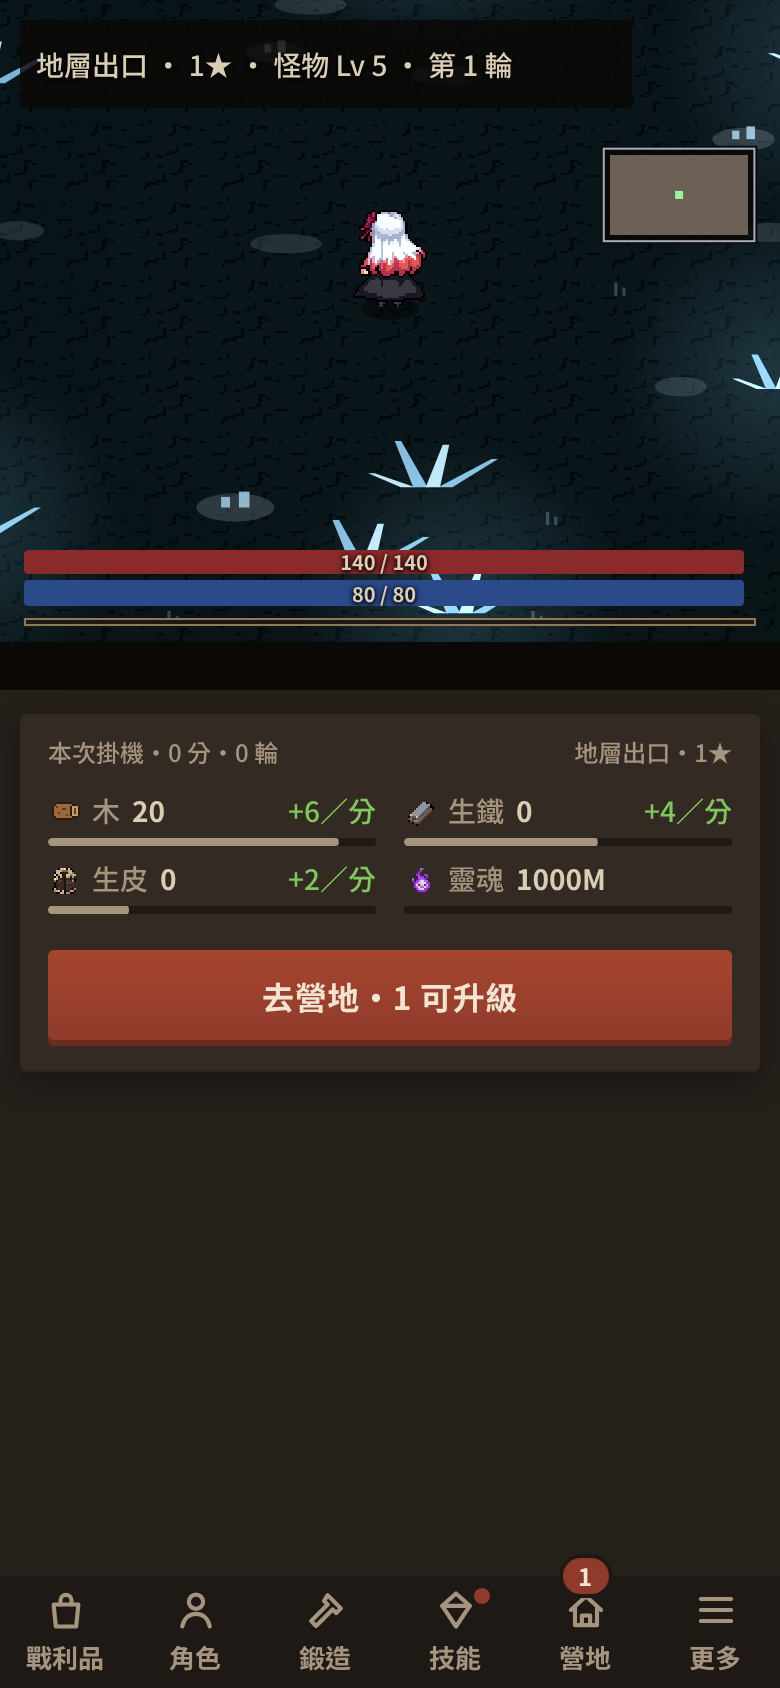 地層出口 • 1★ • 怪物 Lv 5 • 第 1 輪
140 / 140
80 / 80
本次掛機・0 分・0 輪
地層出口・1★
木 20 +6／分
生鐵 0 +4／分
生皮 0 +2／分
靈魂 1000M
去營地・1 可升級
1
戰利品 角色 鍛造 技能 營地 更多